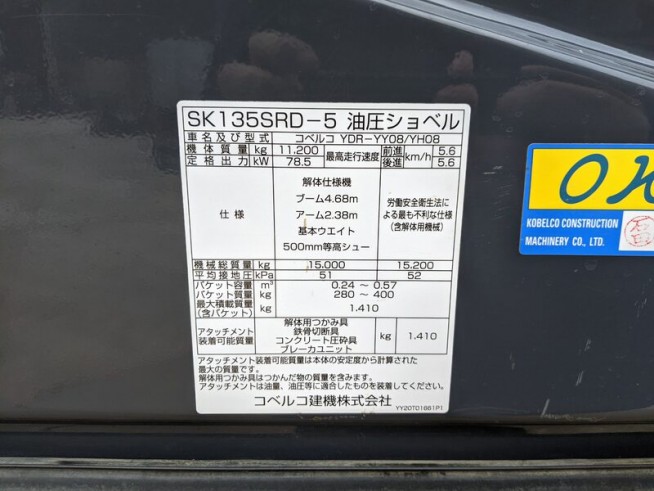 SK135SRD-5 油圧ショベル
車名及び型式 コベルコ YDR-YY08/YH08
機体質量 kg 11.200 最高走行速度 前進 km/h 5.6
定格出力 kW 78.5 後進 5.6
仕様
解体仕様機
ブーム4.68m
アーム2.38m
基本ウエイト
500mm等高シュー
労働安全衛生法に
よる最も不利な仕様
(含解体用機械)
機械総質量 kg 15.000 15.200
平均接地圧 kPa 51 52
バケット容量 m³ 0.24 ~ 0.57
バケット質量 kg 280 ~ 400
最大積載質量
(含バケット) kg 1.410
アタッチメント
装着可能質量
解体用つかみ具
鉄骨切断具
コンクリート圧砕具
ブレーカユニット
kg 1.410
アタッチメント装着可能質量は本体の安定度から計算された
最大の質量です。
解体用つかみ具はつかんだ物の質量を含みます。
アタッチメントは油量、油圧等に適合したものを装着してください。
コベルコ建機株式会社
YY20T01881P1
OK
KOBELCO CONSTRUCTION
MACHINERY CO., LTD.